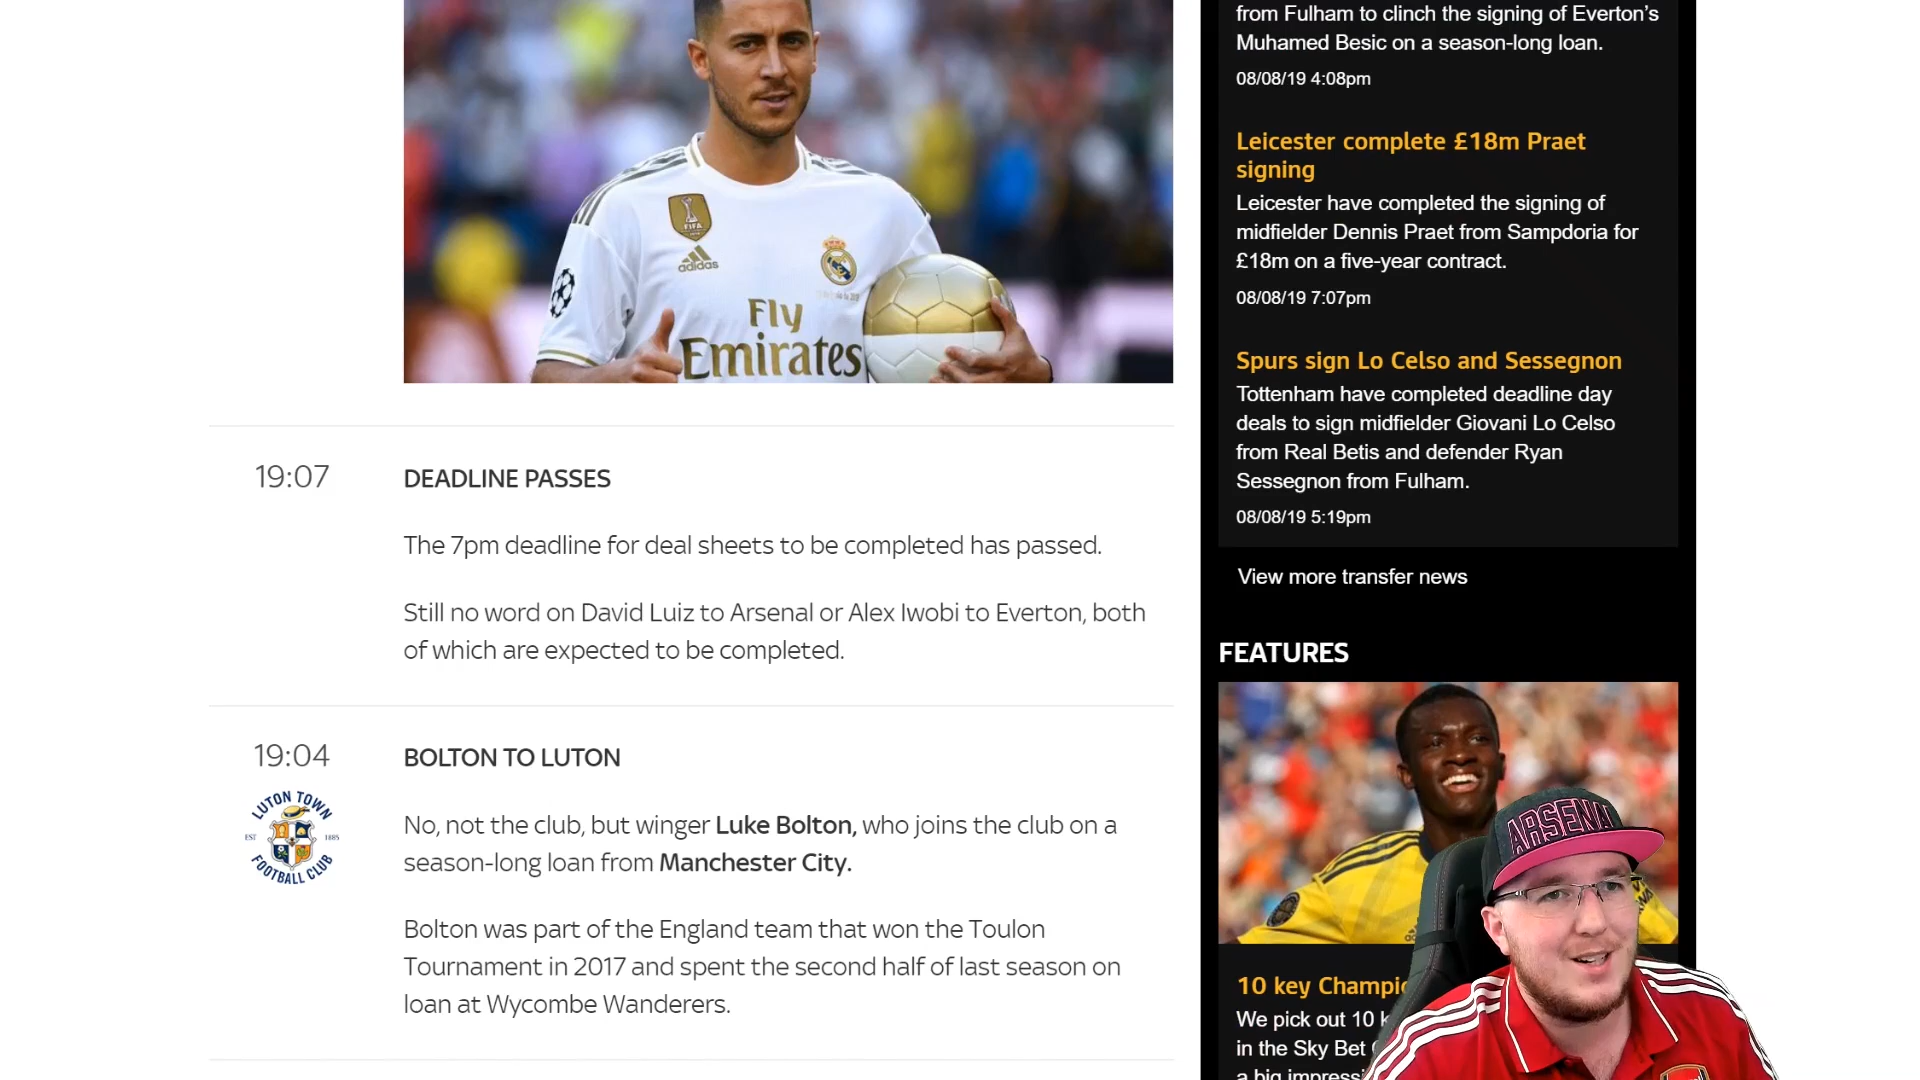 FIFA
adidas
Fly
Emirates
19:07
DEADLINE PASSES
The 7pm deadline for deal sheets to be completed has passed.
Still no word on David Luiz to Arsenal or Alex Iwobi to Everton, both
of which are expected to be completed.
19:04
LUTON TOWN
EST 1885
FOOTBALL CLUB
BOLTON TO LUTON
No, not the club, but winger Luke Bolton, who joins the club on a
season-long loan from Manchester City.
Bolton was part of the England team that won the Toulon
Tournament in 2017 and spent the second half of last season on
loan at Wycombe Wanderers.
from Fulham to clinch the signing of Everton’s
Muhamed Besic on a season-long loan.
08/08/19 4:08pm
Leicester complete £18m Praet
signing
Leicester have completed the signing of
midfielder Dennis Praet from Sampdoria for
£18m on a five-year contract.
08/08/19 7:07pm
Spurs sign Lo Celso and Sessegnon
Tottenham have completed deadline day
deals to sign midfielder Giovani Lo Celso
from Real Betis and defender Ryan
Sessegnon from Fulham.
08/08/19 5:19pm
View more transfer news
FEATURES
ARSENAL
10 key Champi
We pick out 10
in the Sky Bet
a big impress